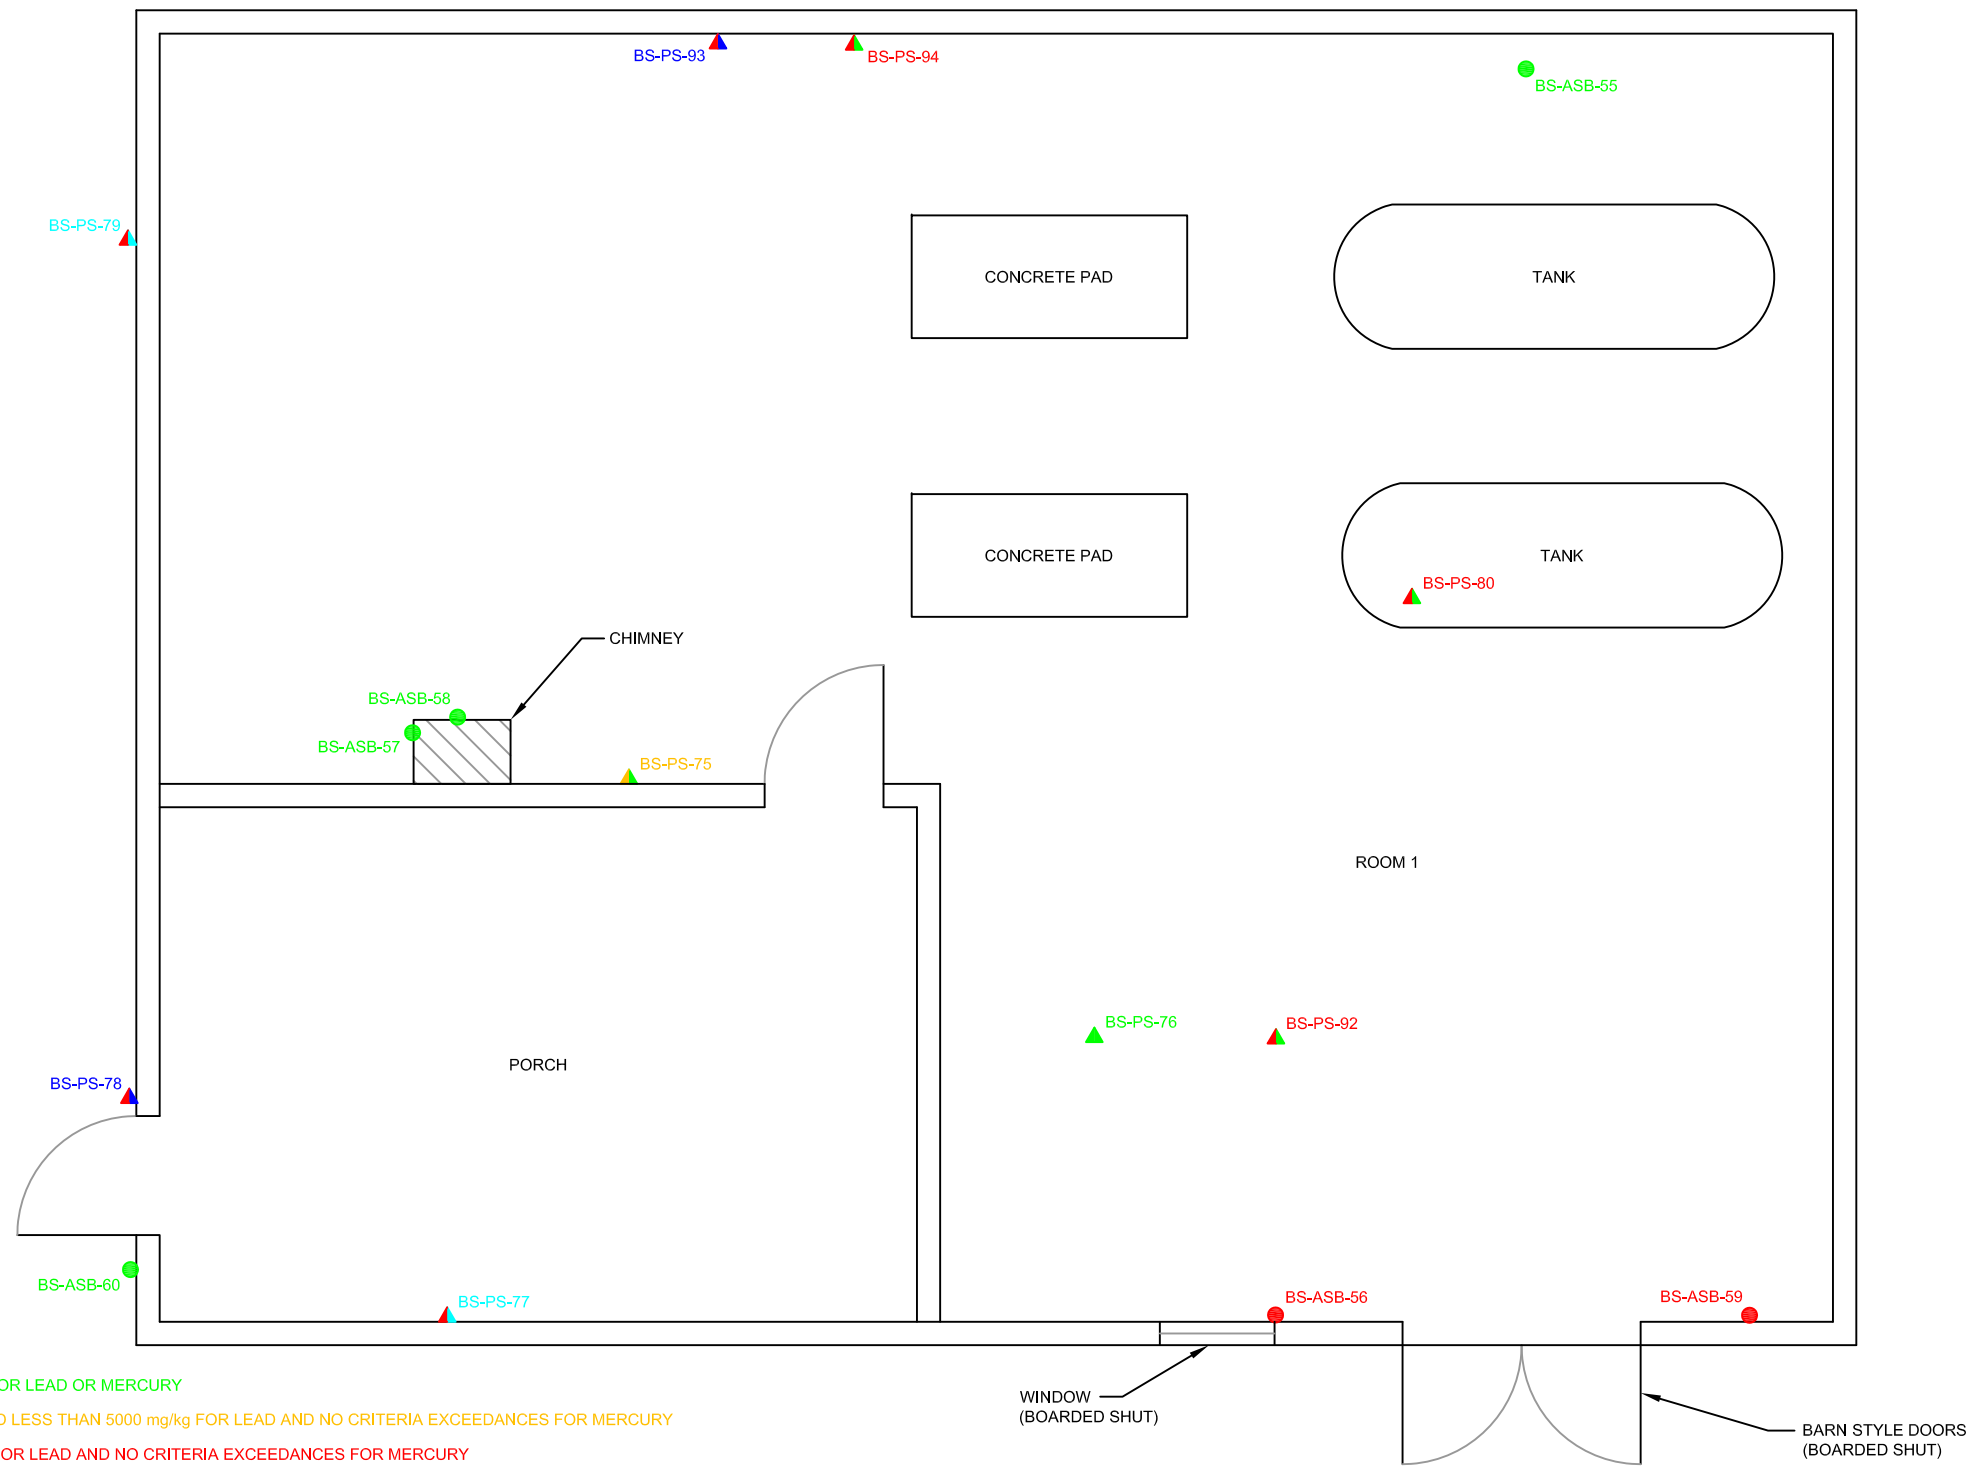 BS-PS-93
BS-PS-94
BS-ASB-55
BS-PS-79
CONCRETE PAD
TANK
CONCRETE PAD
TANK
BS-PS-80
CHIMNEY
BS-ASB-58
BS-ASB-57
BS-PS-75
ROOM 1
BS-PS-76
BS-PS-92
PORCH
BS-PS-78
BS-ASB-60
BS-PS-77
BS-ASB-56
BS-ASB-59
OR LEAD OR MERCURY
WINDOW
(BOARDED SHUT)
LESS THAN 5000 mg/kg FOR LEAD AND NO CRITERIA EXCEEDANCES FOR MERCURY
BARN STYLE DOORS
(BOARDED SHUT)
OR LEAD AND NO CRITERIA EXCEEDANCES FOR MERCURY